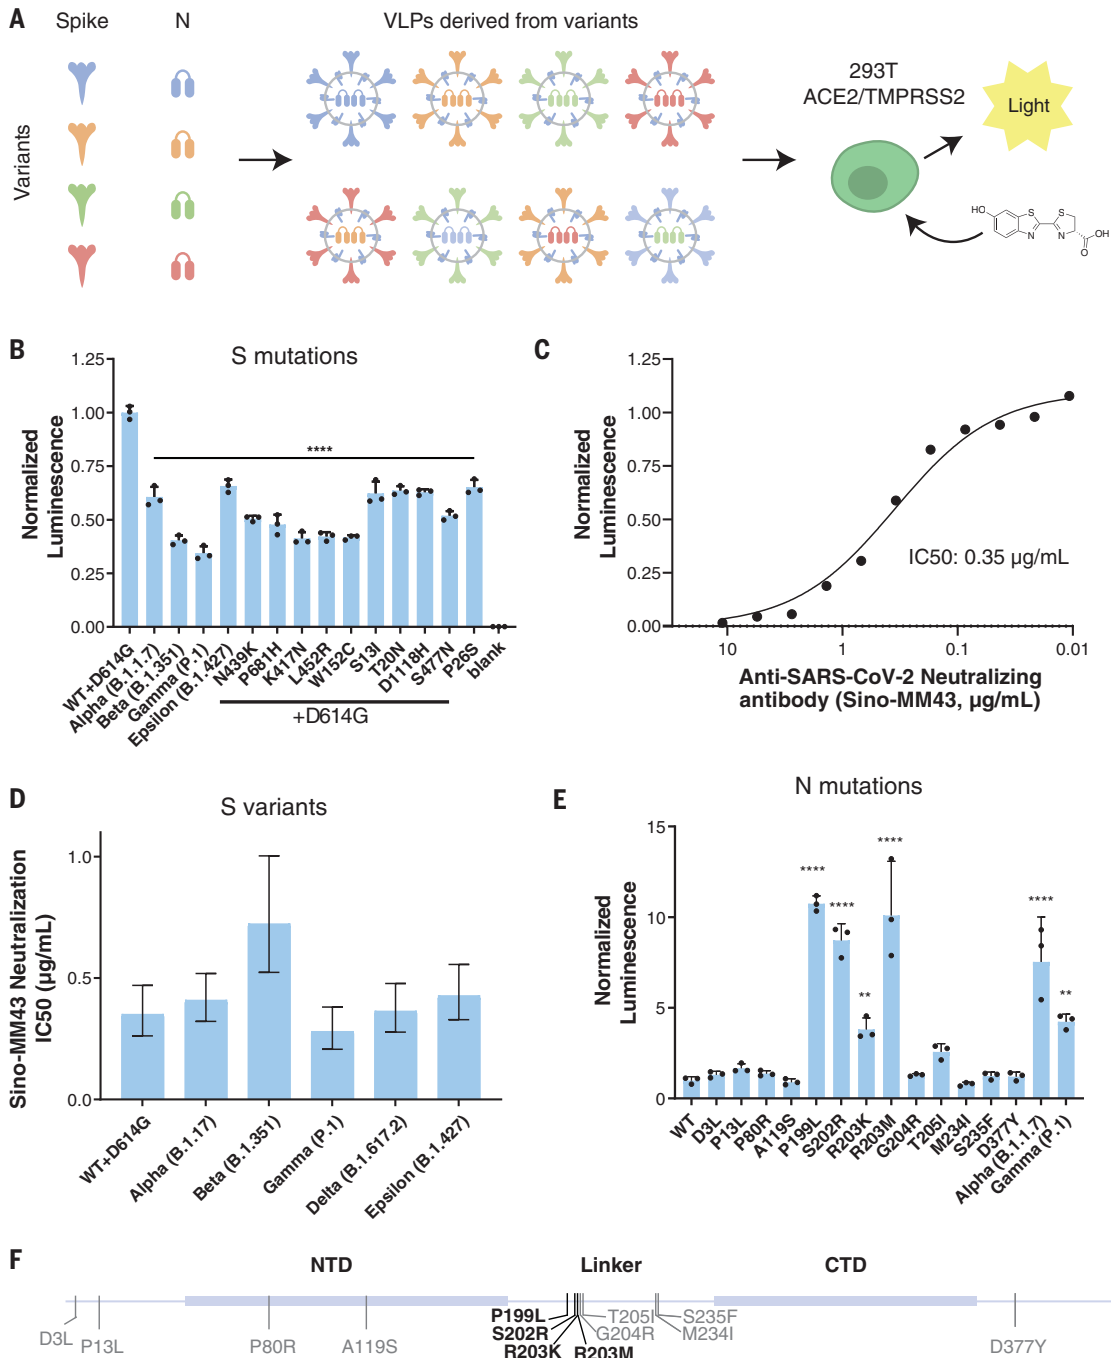 A
Spike
N
VLPs derived from variants
Variants
293T
ACE2/TMPRSS2
Light
HO
S
N
S
N
O
OH
B
S mutations
Normalized
Luminescence
1.25
1.00
0.75
0.50
0.25
0.00
****
WT+D614G
Alpha (B.1.1.7)
Beta (B.1.351)
Gamma (P.1)
Epsilon (B.1.427)
N439K
P681H
K417N
L452R
W152C
S13I
T20N
D1118H
S477N
P26S
blank
+D614G
C
Normalized
Luminescence
1.25
1.00
0.75
0.50
0.25
0.00
IC50: 0.35 µg/mL
10
1
0.1
0.01
Anti-SARS-CoV-2 Neutralizing
antibody (Sino-MM43, µg/mL)
D
S variants
Sino-MM43 Neutralization
IC50 (µg/mL)
1.0
0.5
0.0
WT+D614G
Alpha (B.1.17)
Beta (B.1.351)
Gamma (P.1)
Delta (B.1.617.2)
Epsilon (B.1.427)
E
N mutations
Normalized
Luminescence
15
10
5
0
****
****
**
****
****
**
WT
D3L
P13L
P80R
A119S
P199L
S202R
R203K
R203M
G204R
T205I
M234I
S235F
D377Y
Alpha (B.1.1.7)
Gamma (P.1)
F
NTD
Linker
CTD
D3L
P13L
P80R
A119S
P199L
S202R
R203K
R203M
T205I
G204R
S235F
M234I
D377Y